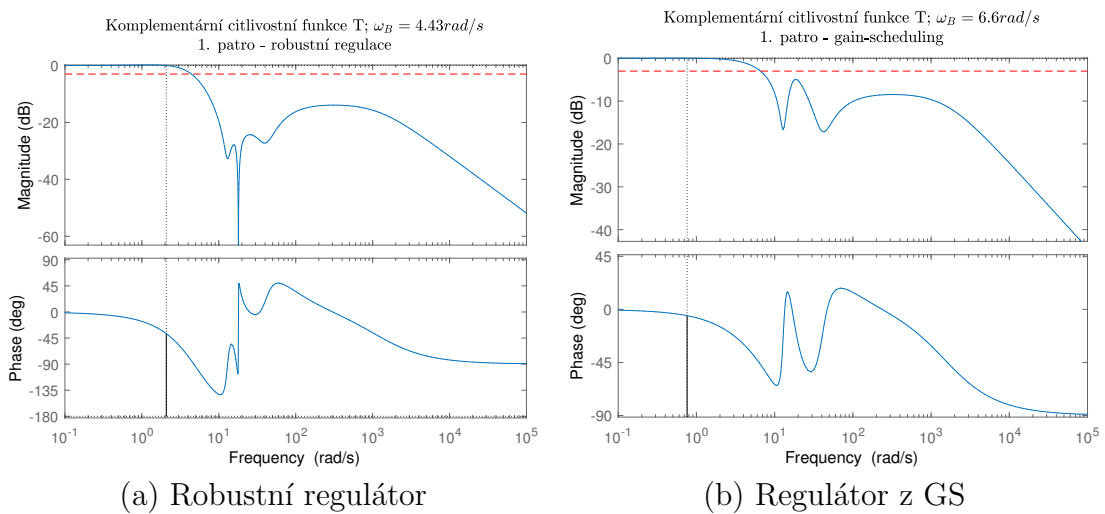 Komplementární citlivostní funkce T; ω_B = 4.43rad/s
1. patro - robustní regulace
0
-20
-40
-60
Magnitude (dB)
90
45
0
-45
-90
-135
-180
Phase (deg)
10^-1
10^0
10^1
10^2
10^3
10^4
10^5
Frequency (rad/s)
(a) Robustní regulátor
Komplementární citlivostní funkce T; ω_B = 6.6rad/s
1. patro - gain-scheduling
0
-10
-20
-30
-40
Magnitude (dB)
45
0
-45
-90
Phase (deg)
10^-1
10^0
10^1
10^2
10^3
10^4
10^5
Frequency (rad/s)
(b) Regulátor z GS